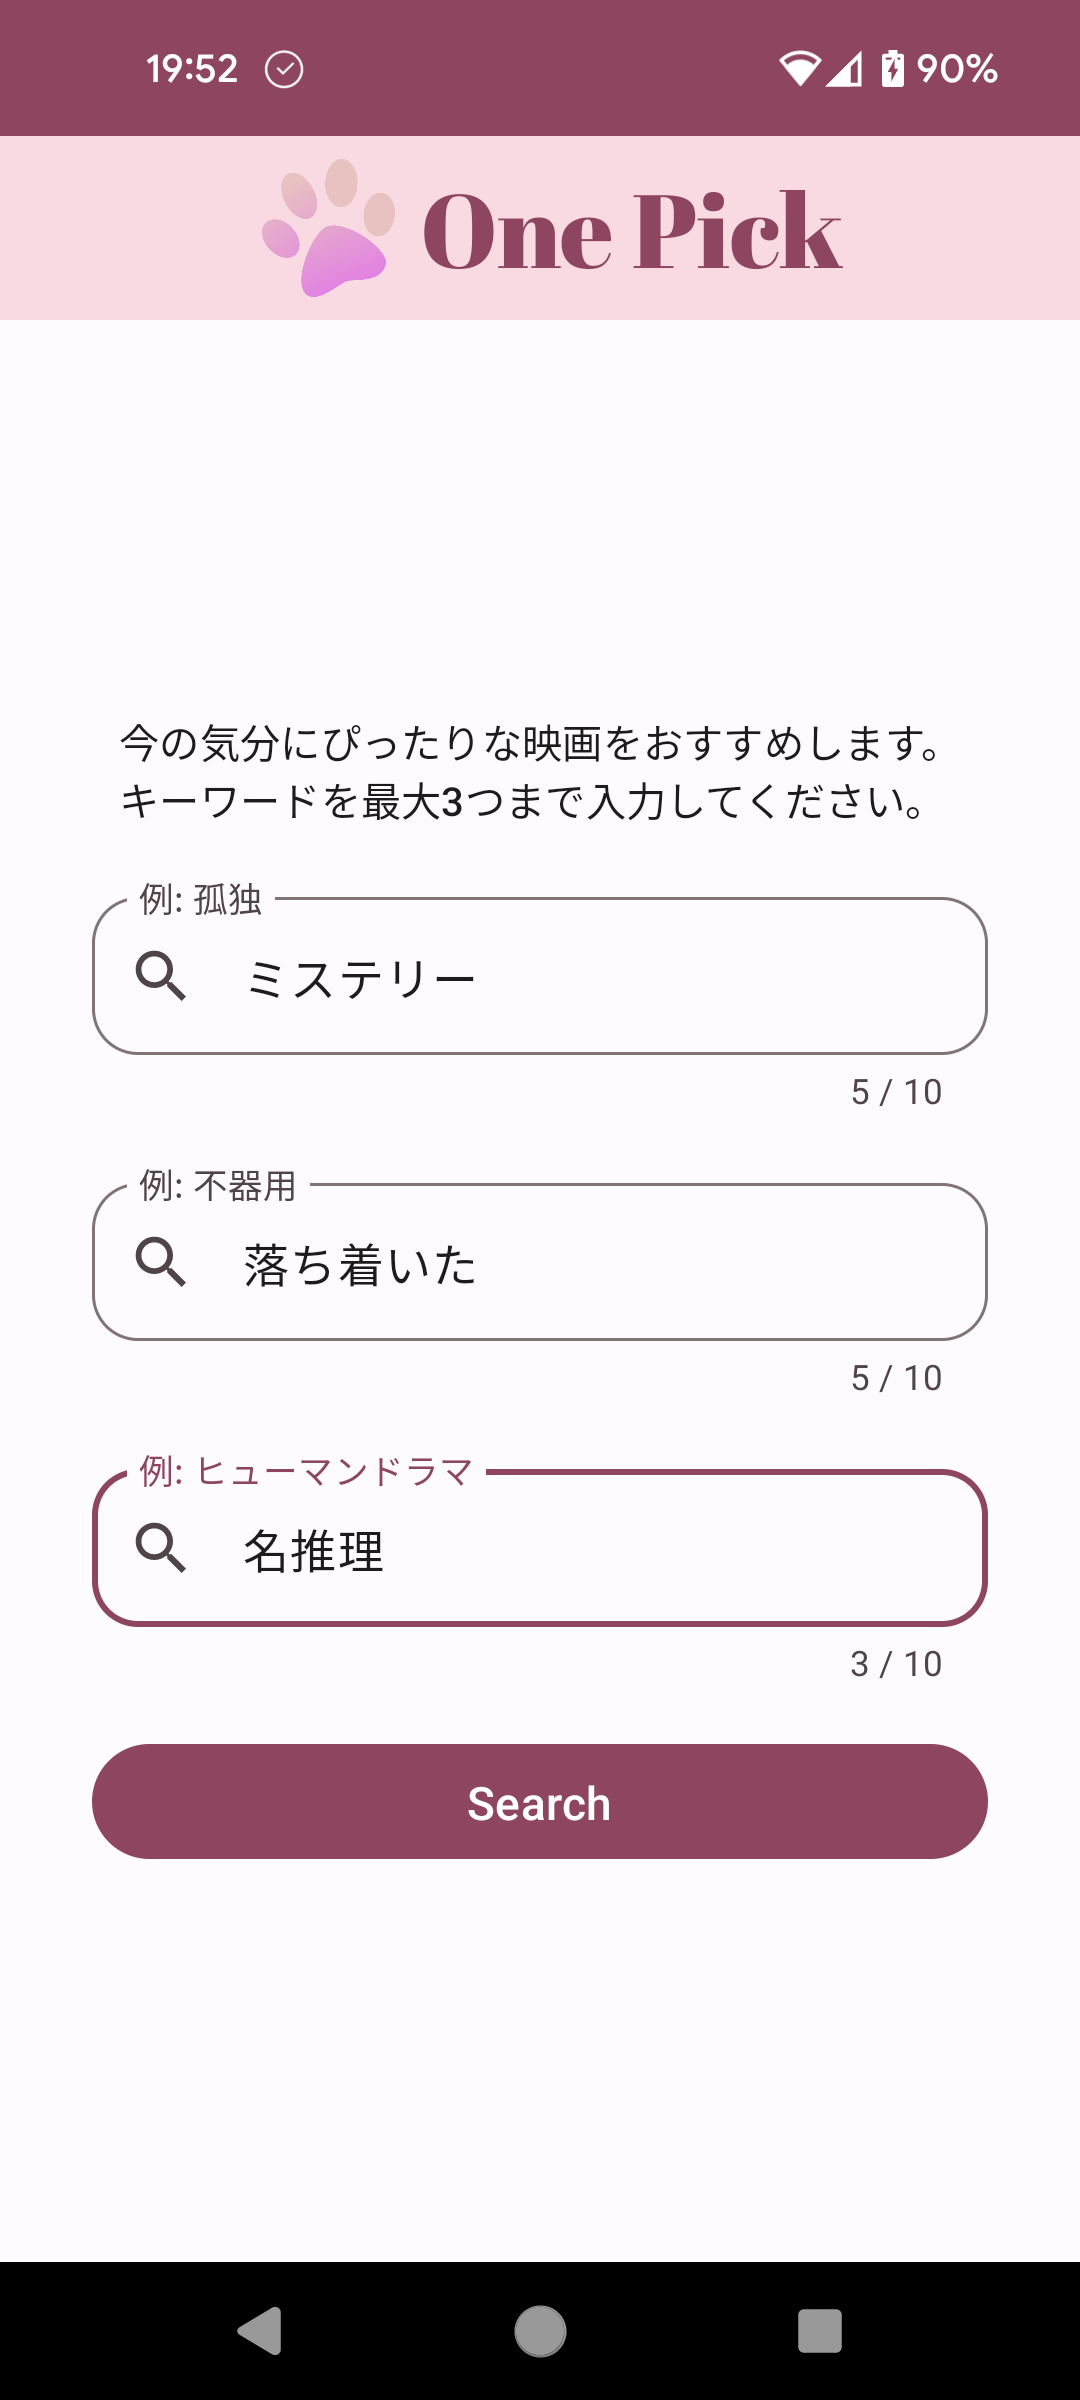 19:52
90%
One Pick
今の気分にぴったりな映画をおすすめします。
キーワードを最大3つまで入力してください。
例: 孤独
ミステリー
5 / 10
例: 不器用
落ち着いた
5 / 10
例: ヒューマンドラマ
名推理
3 / 10
Search